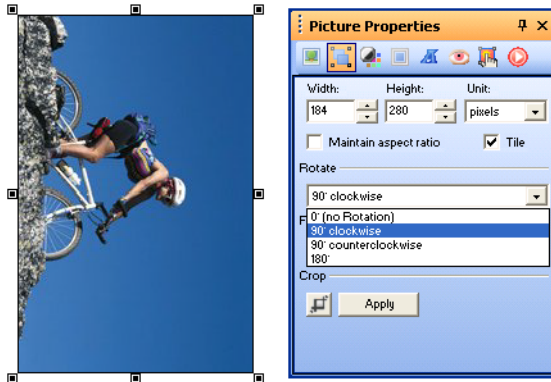 Picture Properties
Width: Height: Unit:
184 280 pixels
Maintain aspect ratio Tile
Rotate
90° clockwise
0° (no Rotation)
90° clockwise
90° counterclockwise
180°
Crop
Apply